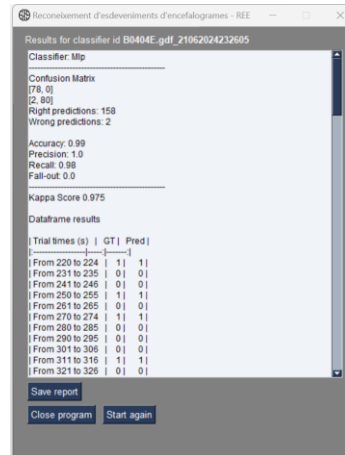 Reconeixement d'esdeveniments d'encefalogrames - REE
Results for classifier id B0404E.gdf_21062024232605
Classifier: Mlp
------------------------------------------------
Confusion Matrix
[78, 0]
[2, 80]
Right predictions: 158
Wrong predictions: 2
Accuracy: 0.99
Precision: 1.0
Recall: 0.98
Fall-out: 0.0
------------------------------------------------
Kappa Score 0.975
Dataframe results
| Trial times (s) | GT | Pred |
|:-----------------|-----:|-------:|
| From 220 to 224 | 1 | 1 |
| From 231 to 235 | 0 | 0 |
| From 241 to 246 | 0 | 0 |
| From 250 to 255 | 1 | 1 |
| From 261 to 265 | 0 | 0 |
| From 270 to 274 | 1 | 1 |
| From 280 to 285 | 0 | 0 |
| From 290 to 295 | 0 | 0 |
| From 301 to 306 | 0 | 0 |
| From 311 to 316 | 1 | 1 |
| From 321 to 326 | 0 | 0 |
Save report
Close program Start again